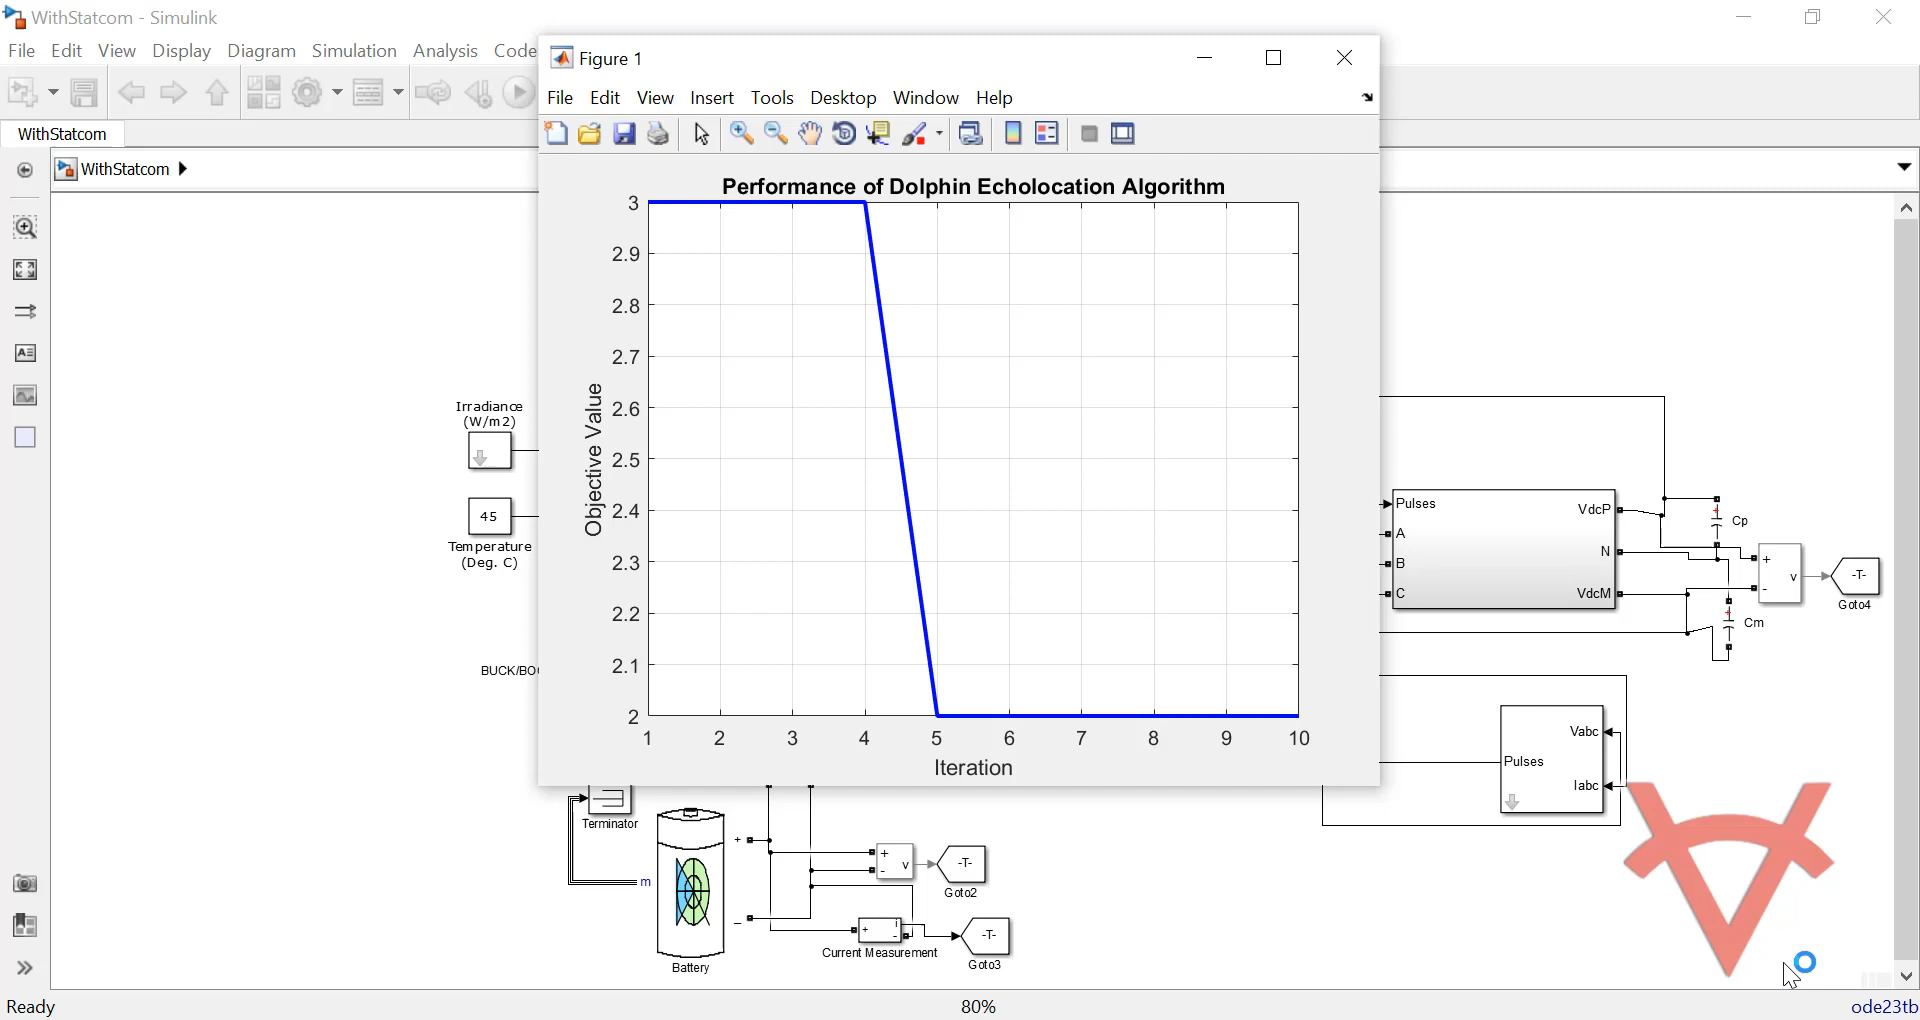 WithStatcom - Simulink
File Edit View Display Diagram Simulation Analysis Code
WithStatcom
WithStatcom
Figure 1
File Edit View Insert Tools Desktop Window Help
Performance of Dolphin Echolocation Algorithm
3
2.9
2.8
2.7
2.6
2.5
2.4
2.3
2.2
2.1
2
Objective Value
1 2 3 4 5 6 7 8 9 10
Iteration
Irradiance
(W/m2)
45
Temperature
(Deg. C)
BUCK/BO
Pulses
A
B
C
VdcP
N
VdcM
Cp
+
v
-
-T-
Goto4
+
Cm
Vabc
Pulses
Iabc
Terminator
m
+
–
Battery
+
v
-
-T-
Goto2
+
i
-
Current Measurement
-T-
Goto3
Ready
80%
ode23tb